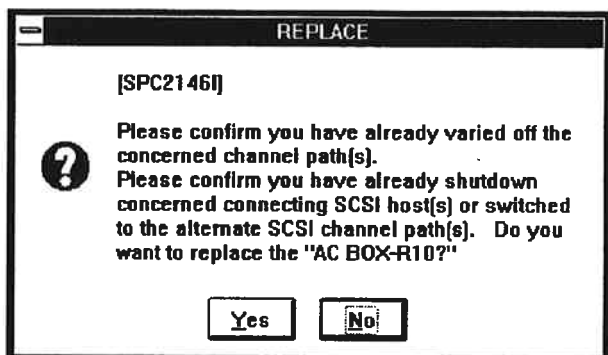 REPLACE
[SPC2146I]
Please confirm you have already varied off the
concerned channel path(s).
Please confirm you have already shutdown
concerned connecting SCSI host(s) or switched
to the alternate SCSI channel path(s). Do you
want to replace the "AC BOX-R10?"
Yes No